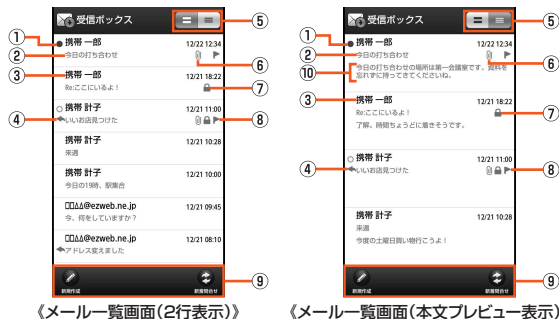 受信ボックス
⑤
① 携帯 一郎 12/22 12:34
② 今日の打ち合わせ
⑥
③ 携帯 一郎 12/21 18:22
Re:ここにいるよ！
⑦
携帯 計子 12/21 11:00
④ いいお店見つけた
⑧
携帯 計子 12/21 10:28
来週
携帯 計子 12/21 10:00
今日の19時、駅集合
□□△△@ezweb.ne.jp 12/21 09:45
今、何をしていますか？
□□△△@ezweb.ne.jp 12/21 08:10
アドレス変えました
新規作成 新着問合せ
⑨
《メール一覧画面(2行表示)》
受信ボックス
⑤
① 携帯 一郎 12/22 12:34
② 今日の打ち合わせ
⑥
⑩ 今日の打ち合わせの場所は第一会議室です。資料を
忘れずに持ってきてくださいね。
③ 携帯 一郎 12/21 18:22
Re:ここにいるよ！
⑦
了解。時間ちょうどに着きそうです。
携帯 計子 12/21 11:00
④ いいお店見つけた
⑧
携帯 計子 12/21 10:28
来週
今度の土曜日買い物行こうよ！
新規作成 新着問合せ
⑨
《メール一覧画面(本文プレビュー表示)